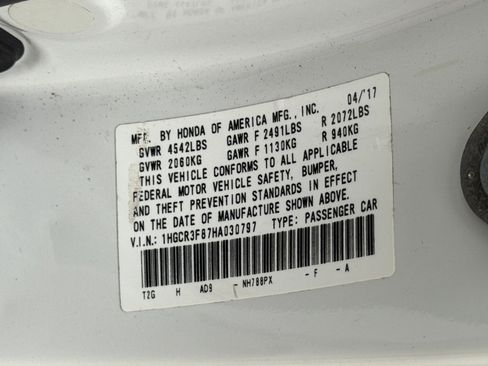 MFD. BY HONDA OF AMERICA MFG., INC. 04/'17
GVWR 4542LBS GAWR F 2491LBS R 2072LBS
GVWR 2060KG GAWR F 1130KG R 940KG
THIS VEHICLE CONFORMS TO ALL APPLICABLE
FEDERAL MOTOR VEHICLE SAFETY, BUMPER,
AND THEFT PREVENTION STANDARDS IN EFFECT
ON THE DATE OF MANUFACTURE SHOWN ABOVE.
V.I.N.: 1HGCR3F87HA030797 TYPE: PASSENGER CAR
T2G H AD9 - NH788PX - F - A